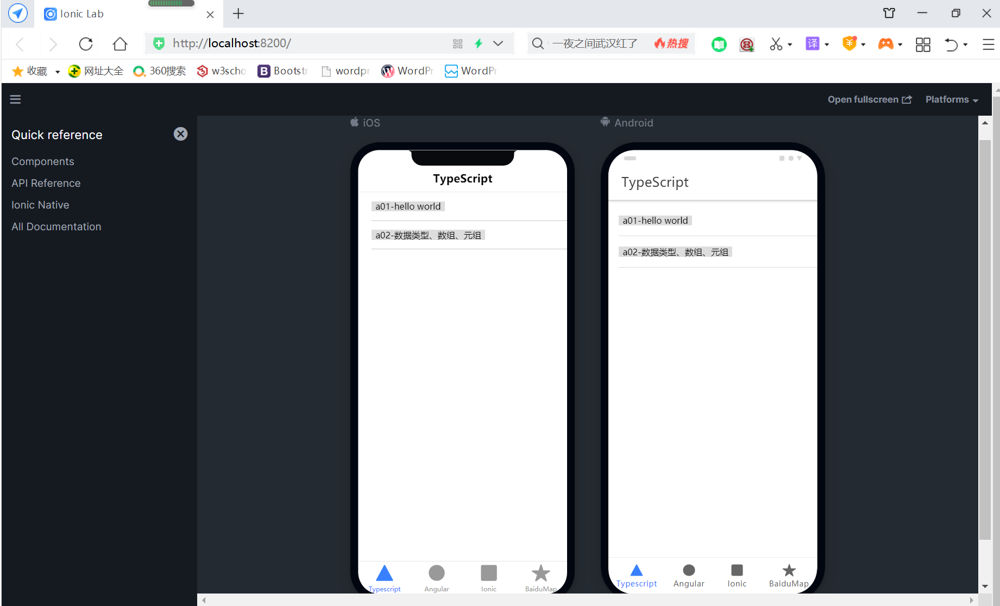 Ionic Lab
http://localhost:8200/
一夜之间武汉红了
热搜
译
收藏
网址大全
360搜索
w3scho
Bootstr
wordpr
WordPr
WordPr
Open fullscreen
Platforms
Quick reference
Components
API Reference
Ionic Native
All Documentation
iOS
TypeScript
a01-hello world
a02-数据类型、数组、元组
Typescript
Angular
Ionic
BaiduMap
Android
TypeScript
a01-hello world
a02-数据类型、数组、元组
Typescript
Angular
Ionic
BaiduMap